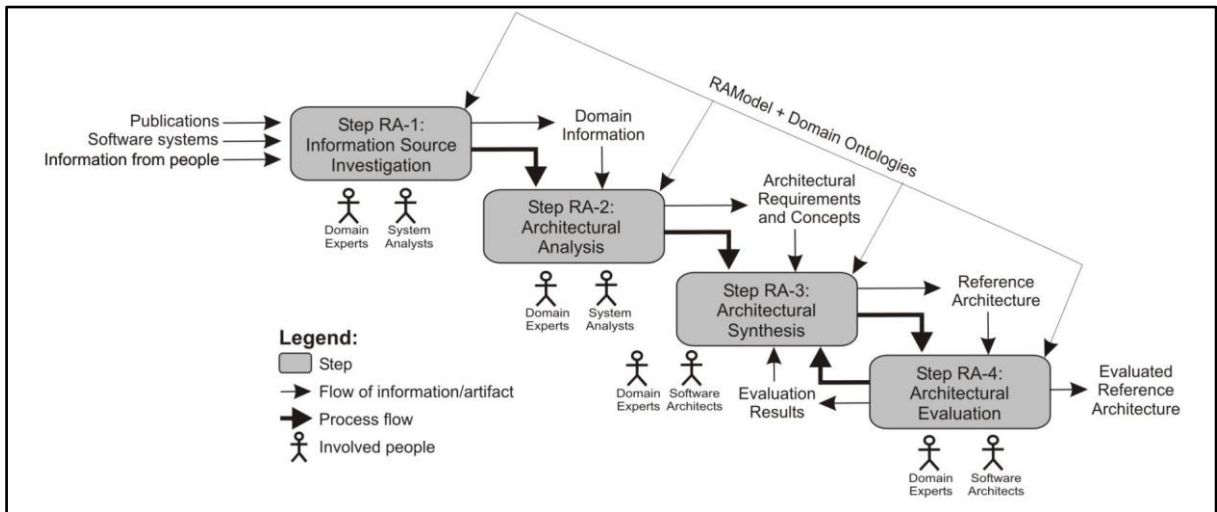 RAModel + Domain Ontologies
Publications
Software systems
Information from people
Step RA-1:
Information Source
Investigation
Domain
Information
Domain
Experts
System
Analysts
Step RA-2:
Architectural
Analysis
Architectural
Requirements
and Concepts
Domain
Experts
System
Analysts
Step RA-3:
Architectural
Synthesis
Reference
Architecture
Domain
Experts
Software
Architects
Evaluation
Results
Step RA-4:
Architectural
Evaluation
Evaluated
Reference
Architecture
Domain
Experts
Software
Architects
Legend:
Step
Flow of information/artifact
Process flow
Involved people